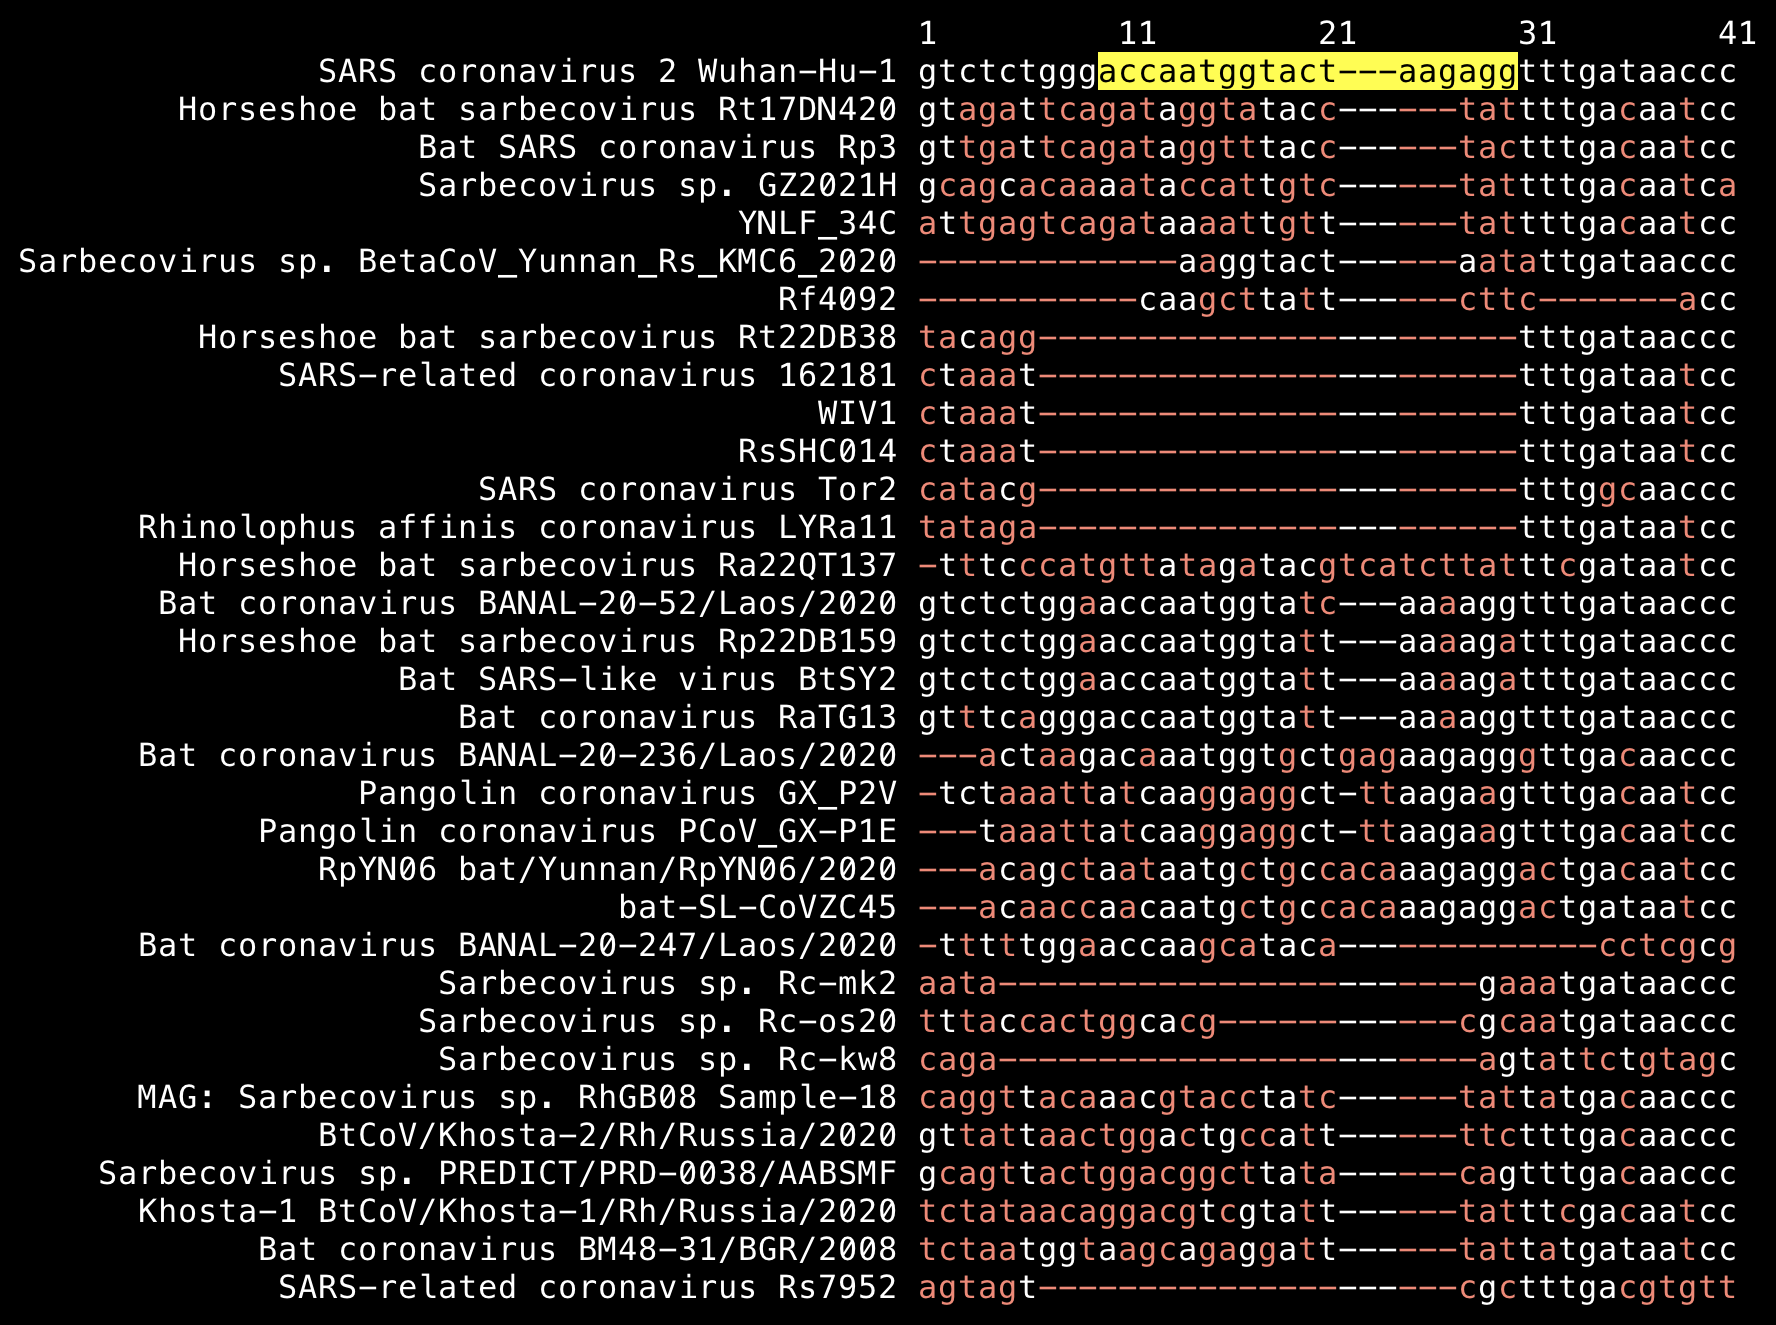 1 11 21 31 41
SARS coronavirus 2 Wuhan-Hu-1 gtctctgggaccaatggtact---aagaggtttgataaccc
Horseshoe bat sarbecovirus Rt17DN420 gtagattcagataggtatacc------tattttgacaatcc
Bat SARS coronavirus Rp3 gttgattcagataggtttacc------tactttgacaatcc
Sarbecovirus sp. GZ2021H gcagcacaaaataccattgtc------tattttgacaatca
YNLF_34C attgagtcagataaaattgtt------tattttgacaatcc
Sarbecovirus sp. BetaCoV_Yunnan_Rs_KMC6_2020 -------------aaggtact------aatattgataaccc
Rf4092 -----------caagcttatt------cttc-------acc
Horseshoe bat sarbecovirus Rt22DB38 tacagg------------------------tttgataaccc
SARS-related coronavirus 162181 ctaaat------------------------tttgataatcc
WIV1 ctaaat------------------------tttgataatcc
RsSHC014 ctaaat------------------------tttgataatcc
SARS coronavirus Tor2 catacg------------------------tttggcaaccc
Rhinolophus affinis coronavirus LYRa11 tataga------------------------tttgataatcc
Horseshoe bat sarbecovirus Ra22QT137 -tttcccatgttatagatacgtcatcttatttcgataatcc
Bat coronavirus BANAL-20-52/Laos/2020 gtctctggaaccaatggtatc---aaaaggtttgataaccc
Horseshoe bat sarbecovirus Rp22DB159 gtctctggaaccaatggtatt---aaaagatttgataaccc
Bat SARS-like virus BtSY2 gtctctggaaccaatggtatt---aaaagatttgataaccc
Bat coronavirus RaTG13 gtttcagggaccaatggtatt---aaaaggtttgataaccc
Bat coronavirus BANAL-20-236/Laos/2020 ---actaagacaaatggtgctgagaagagggttgacaaccc
Pangolin coronavirus GX_P2V -tctaaattatcaaggaggct-ttaagaagtttgacaatcc
Pangolin coronavirus PCoV_GX-P1E ---taaattatcaaggaggct-ttaagaagtttgacaatcc
RpYN06 bat/Yunnan/RpYN06/2020 ---acagctaataatgctgccacaaagaggactgacaatcc
bat-SL-CoVZC45 ---acaaccaacaatgctgccacaaagaggactgataatcc
Bat coronavirus BANAL-20-247/Laos/2020 -tttttggaaccaagcataca-------------cctcgcg
Sarbecovirus sp. Rc-mk2 aata------------------------gaaatgataaccc
Sarbecovirus sp. Rc-os20 tttaccactggcacg------------cgcaatgataaccc
Sarbecovirus sp. Rc-kw8 caga------------------------agtattctgtagc
MAG: Sarbecovirus sp. RhGB08 Sample-18 caggttacaaacgtacctatc------tattatgacaaccc
BtCoV/Khosta-2/Rh/Russia/2020 gttattaactggactgccatt------ttctttgacaaccc
Sarbecovirus sp. PREDICT/PRD-0038/AABSMF gcagttactggacggcttata------cagtttgacaaccc
Khosta-1 BtCoV/Khosta-1/Rh/Russia/2020 tctataacaggacgtcgtatt------tatttcgacaatcc
Bat coronavirus BM48-31/BGR/2008 tctaatggtaagcagaggatt------tattatgataatcc
SARS-related coronavirus Rs7952 agtagt---------------------cgctttgacgtgtt